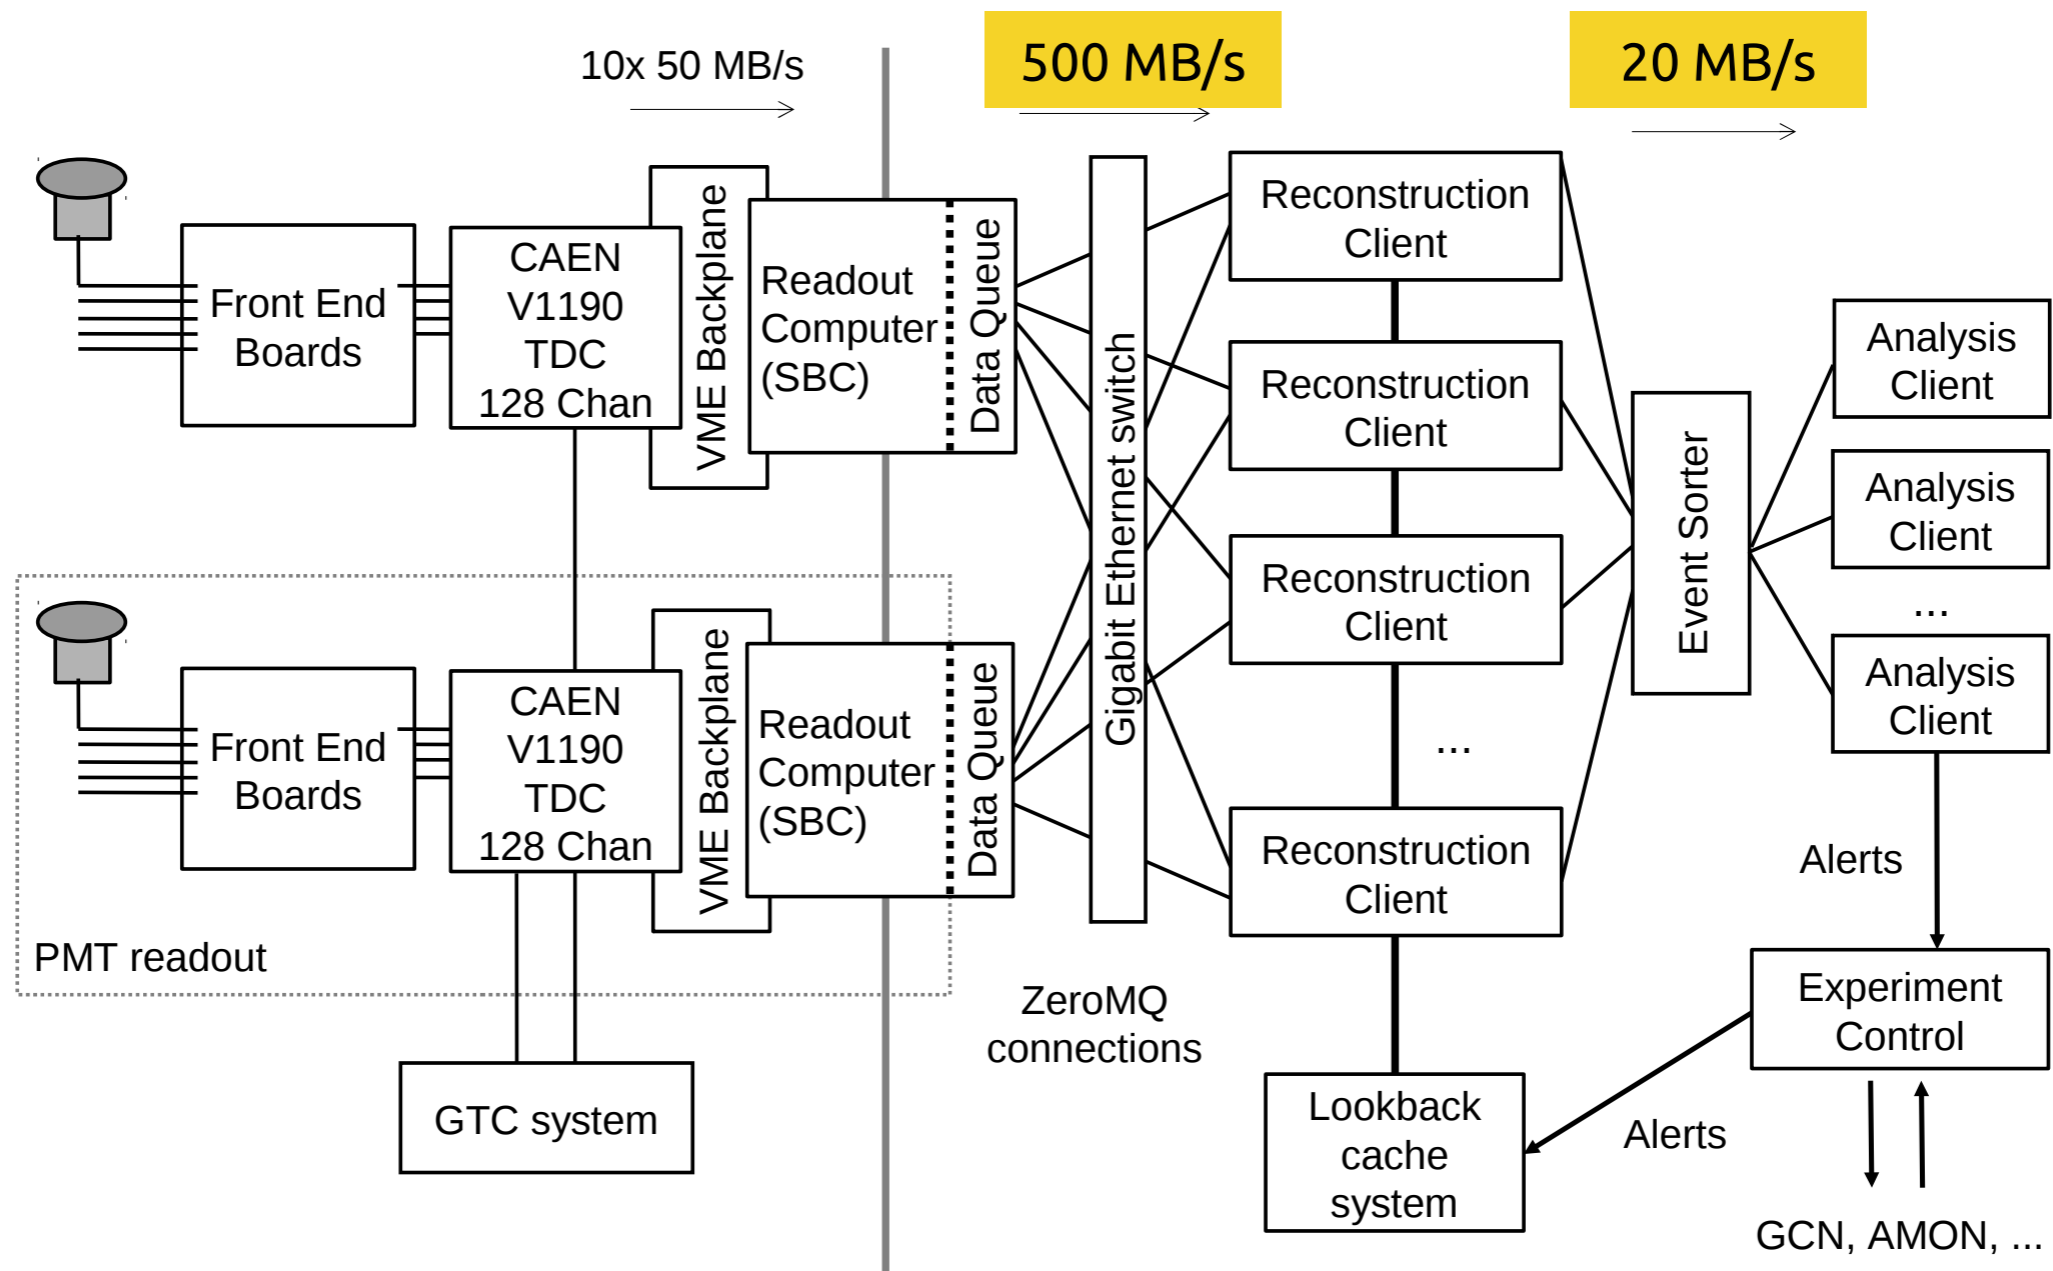 10x 50 MB/s
500 MB/s
20 MB/s
Front End
Boards
CAEN
V1190
TDC
128 Chan
VME Backplane
Readout
Computer
(SBC)
Data Queue
Front End
Boards
CAEN
V1190
TDC
128 Chan
VME Backplane
Readout
Computer
(SBC)
Data Queue
PMT readout
GTC system
Gigabit Ethernet switch
ZeroMQ
connections
Reconstruction
Client
Reconstruction
Client
Reconstruction
Client
...
Reconstruction
Client
Lookback
cache
system
Event Sorter
Analysis
Client
Analysis
Client
...
Analysis
Client
Alerts
Experiment
Control
Alerts
GCN, AMON, ...